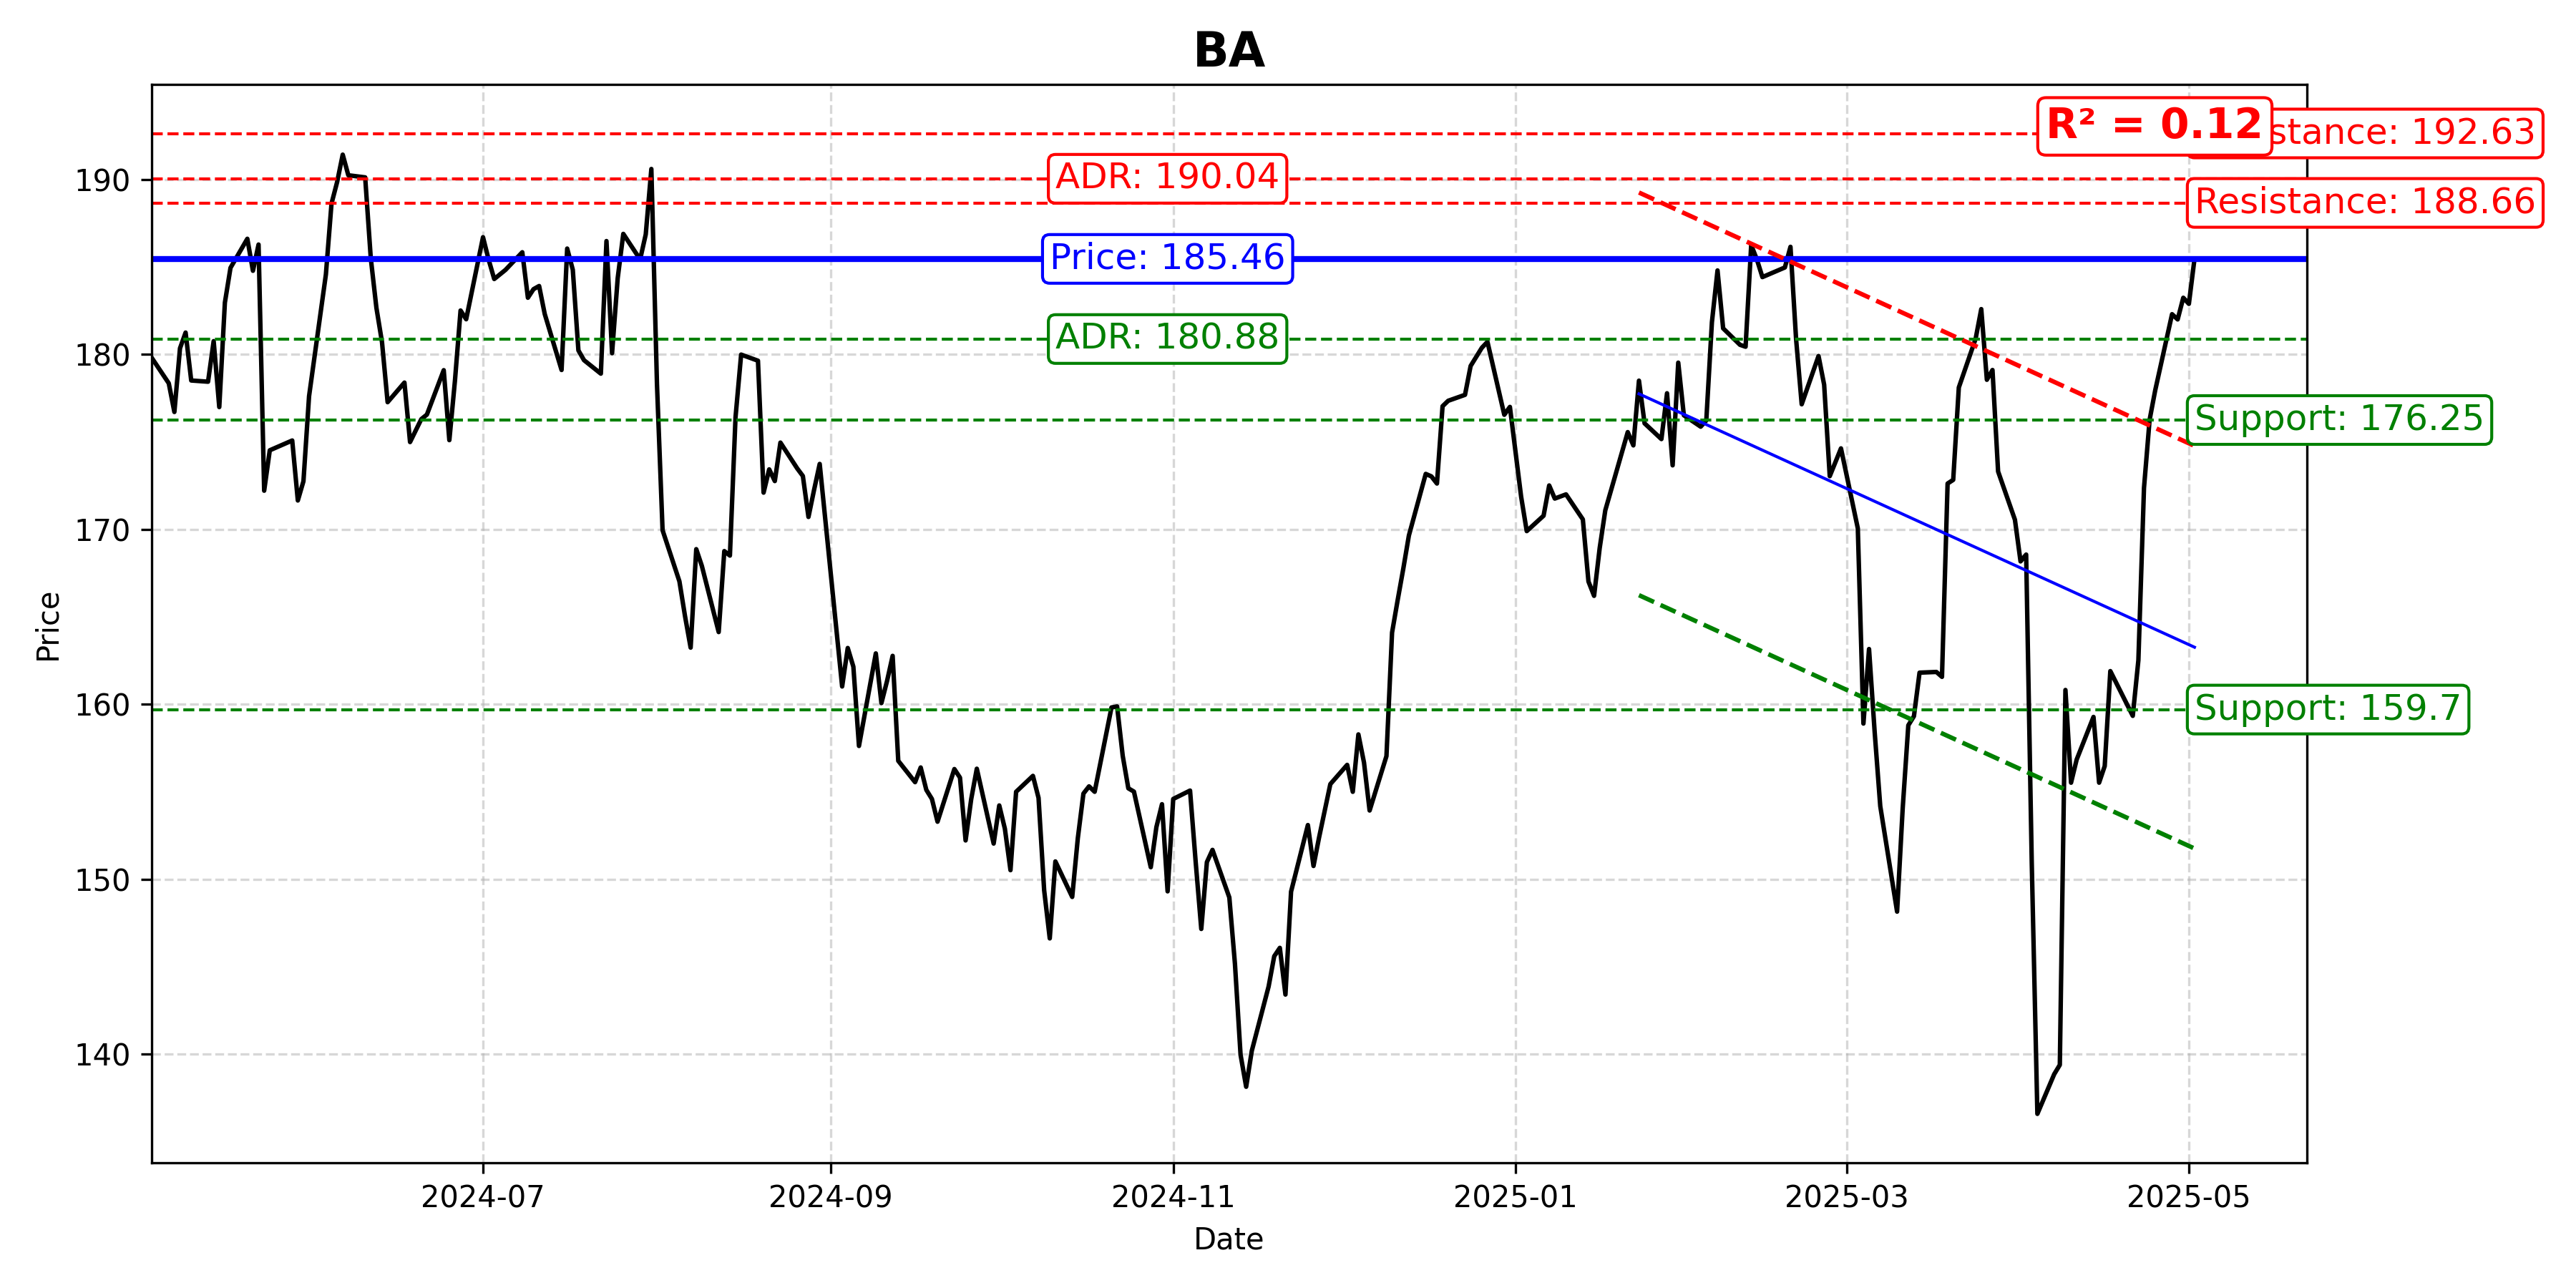 BA
R² = 0.12
stance: 192.63
ADR: 190.04
Resistance: 188.66
Price: 185.46
ADR: 180.88
Support: 176.25
Support: 159.7
Price
190
180
170
160
150
140
2024-07
2024-09
2024-11
2025-01
2025-03
2025-05
Date